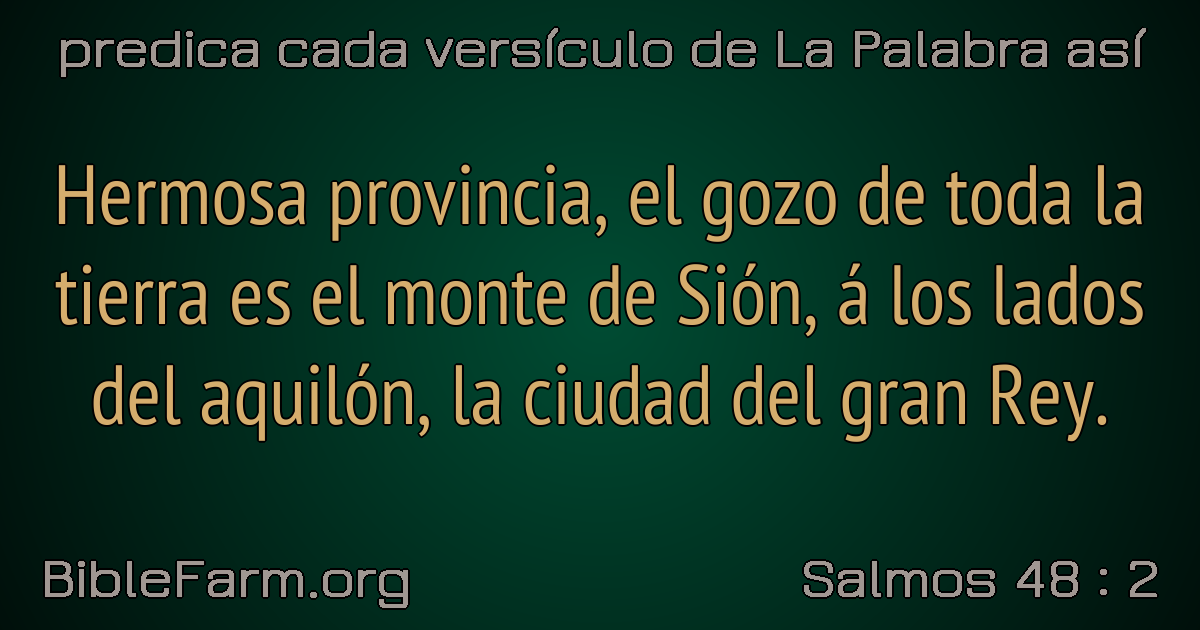 predica cada versículo de La Palabra así
Hermosa provincia, el gozo de toda la
tierra es el monte de Sión, á los lados
del aquilón, la ciudad del gran Rey.
BibleFarm.org
Salmos 48 : 2